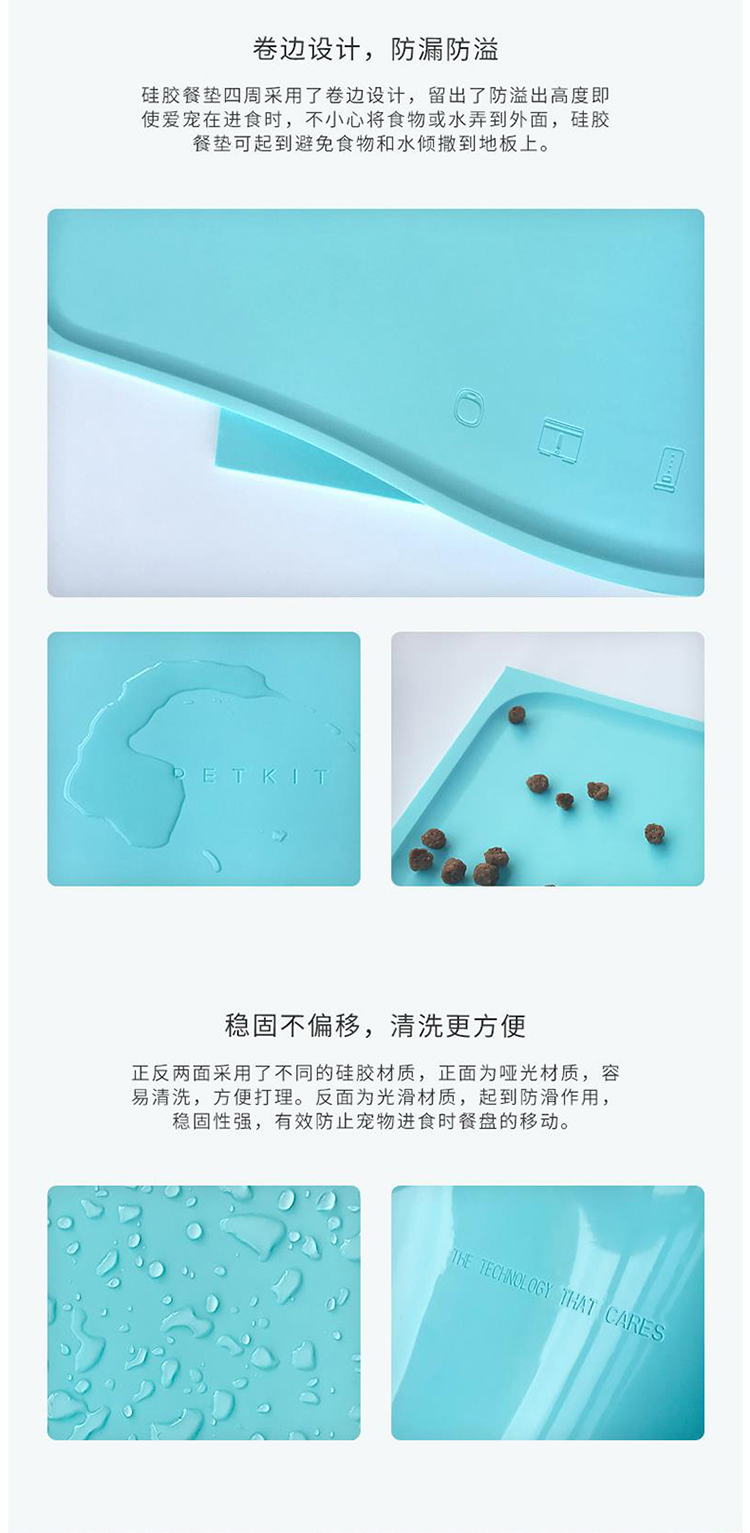 卷边设计，防漏防溢
硅胶餐垫四周采用了卷边设计，留出了防溢出高度即
使爱宠在进食时，不小心将食物或水弄到外面，硅胶
餐垫可起到避免食物和水倾撒到地板上。
PETKIT
稳固不偏移，清洗更方便
正反两面采用了不同的硅胶材质，正面为哑光材质，容
易清洗，方便打理。反面为光滑材质，起到防滑作用，
稳固性强，有效防止宠物进食时餐盘的移动。
THE TECHNOLOGY THAT CARES